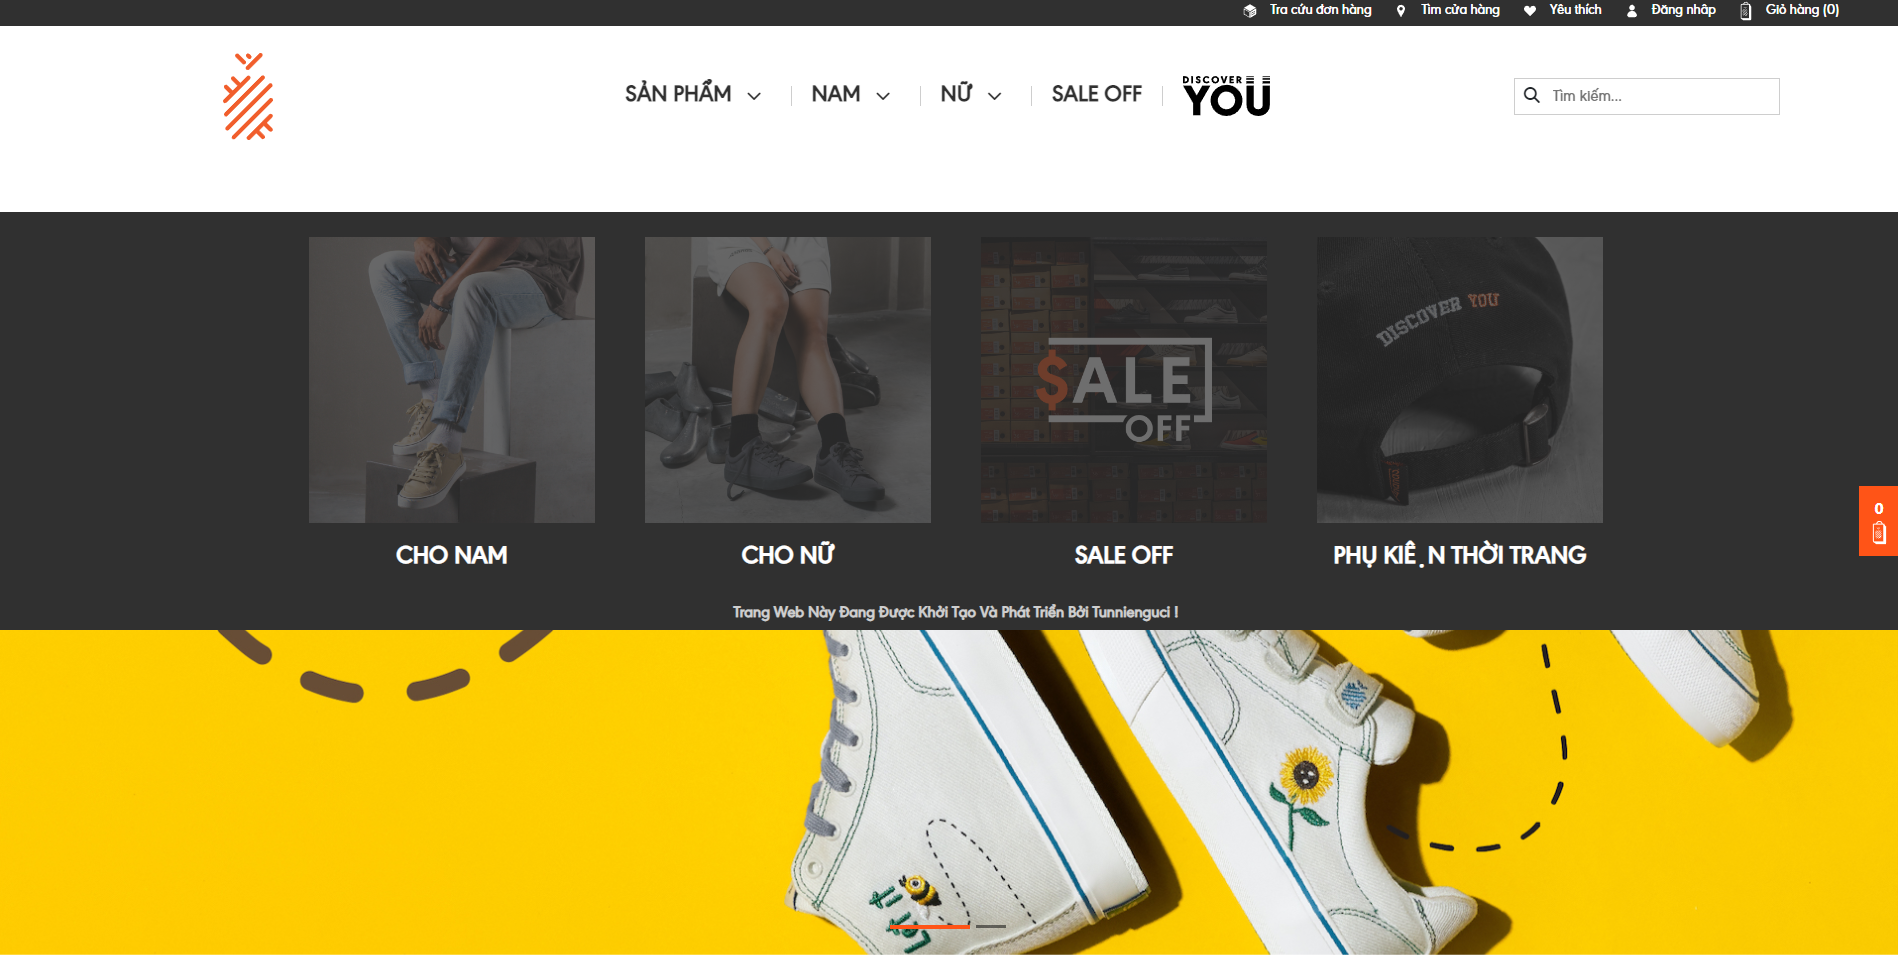 Tra cứu đơn hàng
Tìm cửa hàng
Yêu thích
Đăng nhập
Giỏ hàng (0)
SẢN PHẨM
NAM
NỮ
SALE OFF
DISCOVER
YOU
Tìm kiếm...
DISCOVER YOU
$ALE
OFF
0
CHO NAM
CHO NỮ
SALE OFF
PHỤ KIỆN THỜI TRANG
Trang Web Này Đang Được Khởi Tạo Và Phát Triển Bởi Tunnienguci !